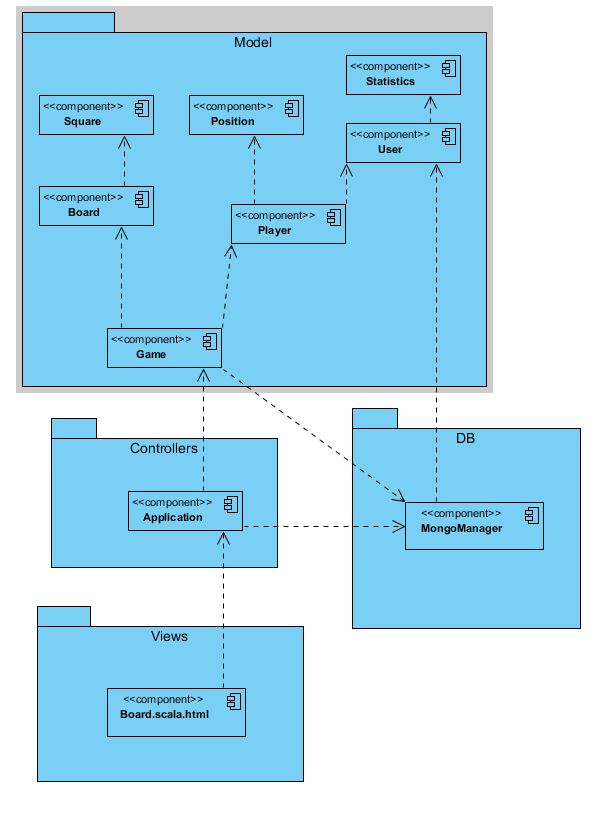 Model
<<component>>
Statistics
<<component>>
Square
<<component>>
Position
<<component>>
User
<<component>>
Board
<<component>>
Player
<<component>>
Game
Controllers
DB
<<component>>
Application
<<component>>
MongoManager
Views
<<component>>
Board.scala.html